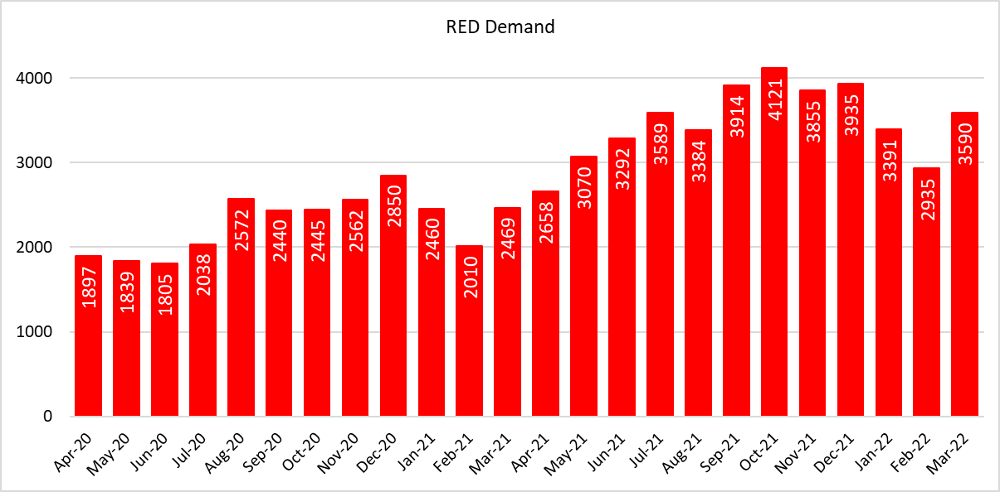 RED Demand
4000
3000
2000
1000
0
1897
1839
1805
2038
2572
2440
2445
2562
2850
2460
2010
2469
2658
3070
3292
3589
3384
3914
4121
3855
3935
3391
2935
3590
Apr-20
May-20
Jun-20
Jul-20
Aug-20
Sep-20
Oct-20
Nov-20
Dec-20
Jan-21
Feb-21
Mar-21
Apr-21
May-21
Jun-21
Jul-21
Aug-21
Sep-21
Oct-21
Nov-21
Dec-21
Jan-22
Feb-22
Mar-22